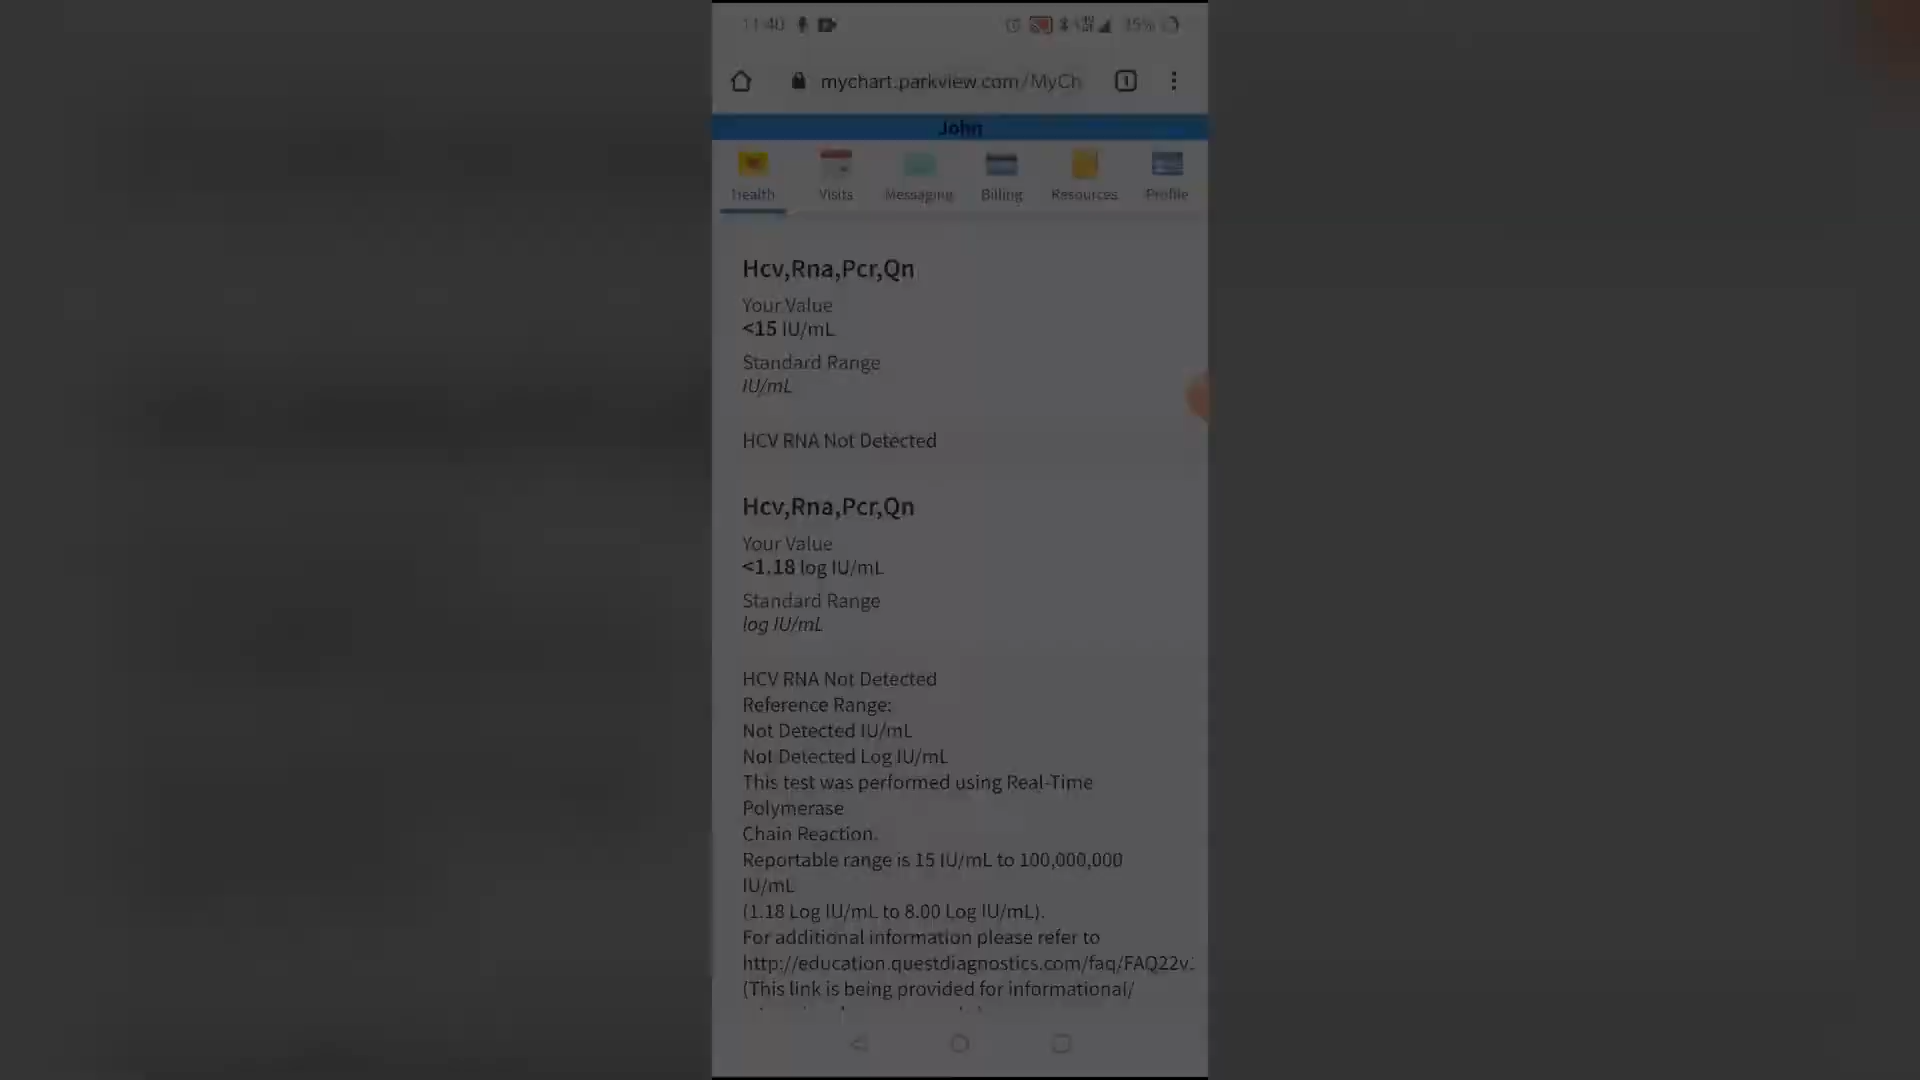 11:40 15%
mychart.parkview.com/MyCh 1
John
Health Visits Messaging Billing Resources Profile
Hcv,Rna,Pcr,Qn
Your Value
<15 IU/mL
Standard Range
IU/mL
HCV RNA Not Detected
Hcv,Rna,Pcr,Qn
Your Value
<1.18 log IU/mL
Standard Range
log IU/mL
HCV RNA Not Detected
Reference Range:
Not Detected IU/mL
Not Detected Log IU/mL
This test was performed using Real-Time
Polymerase
Chain Reaction.
Reportable range is 15 IU/mL to 100,000,000
IU/mL
(1.18 Log IU/mL to 8.00 Log IU/mL).
For additional information please refer to
http://education.questdiagnostics.com/faq/FAQ22v
(This link is being provided for informational/